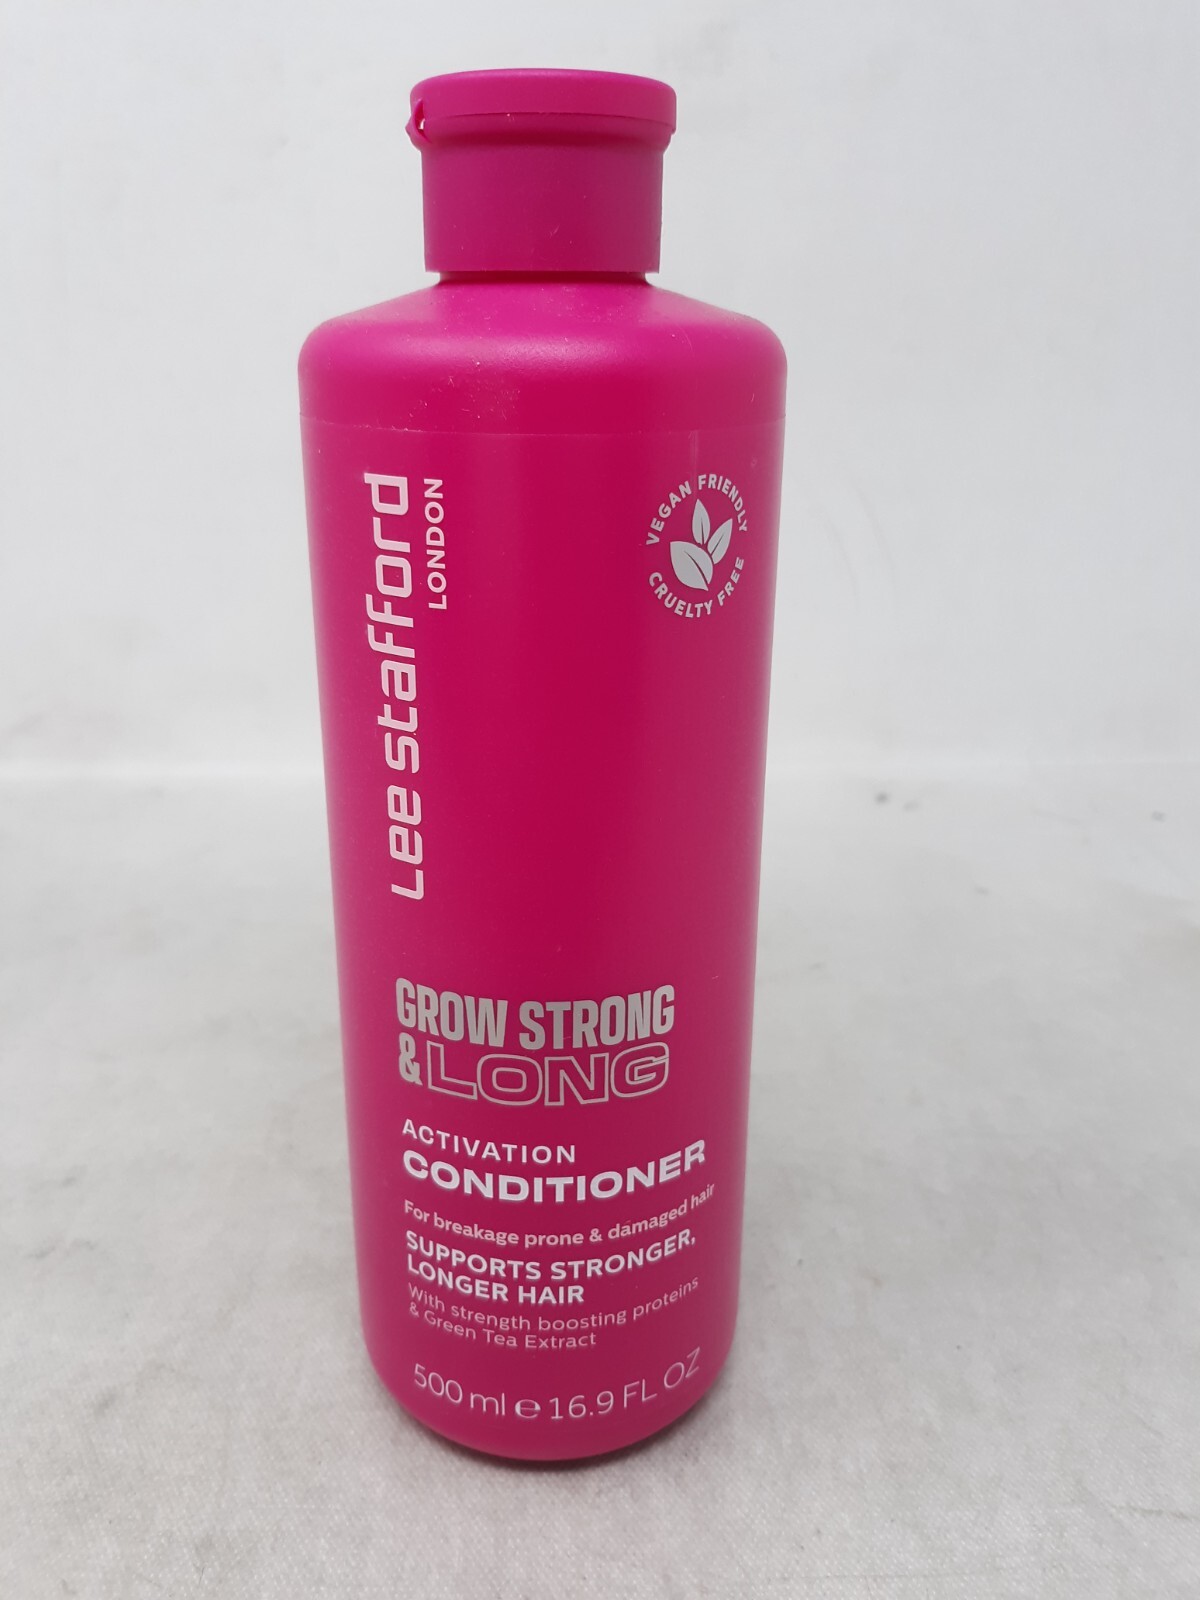 Lee Stafford
LONDON
VEGAN FRIENDLY
CRUELTY FREE
GROW STRONG
& LONG
ACTIVATION
CONDITIONER
For breakage prone & damaged hair
SUPPORTS STRONGER,
LONGER HAIR
With strength boosting proteins
& Green Tea Extract
500 ml ℮ 16.9 FL OZ